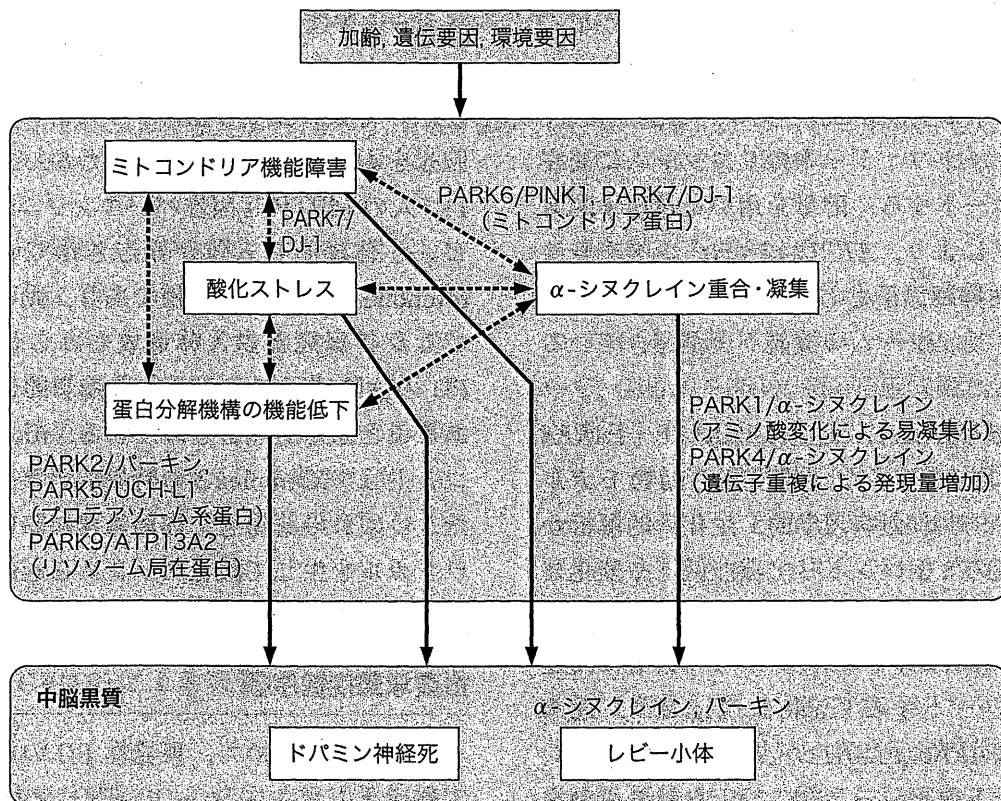 加齢, 遺伝要因, 環境要因
ミトコンドリア機能障害
PARK6/PINK1, PARK7/DJ-1
(ミトコンドリア蛋白)
PARK7/
DJ-1
酸化ストレス
α-シヌクレイン重合・凝集
蛋白分解機構の機能低下
PARK1/α-シヌクレイン
(アミノ酸変化による易凝集化)
PARK4/α-シヌクレイン
(遺伝子重複による発現量増加)
PARK2/パーキン,
PARK5/UCH-L1
(プロテアソーム系蛋白)
PARK9/ATP13A2
(リソソーム局在蛋白)
中脳黒質
α-シヌクレイン, パーキン
ドパミン神経死
レビー小体